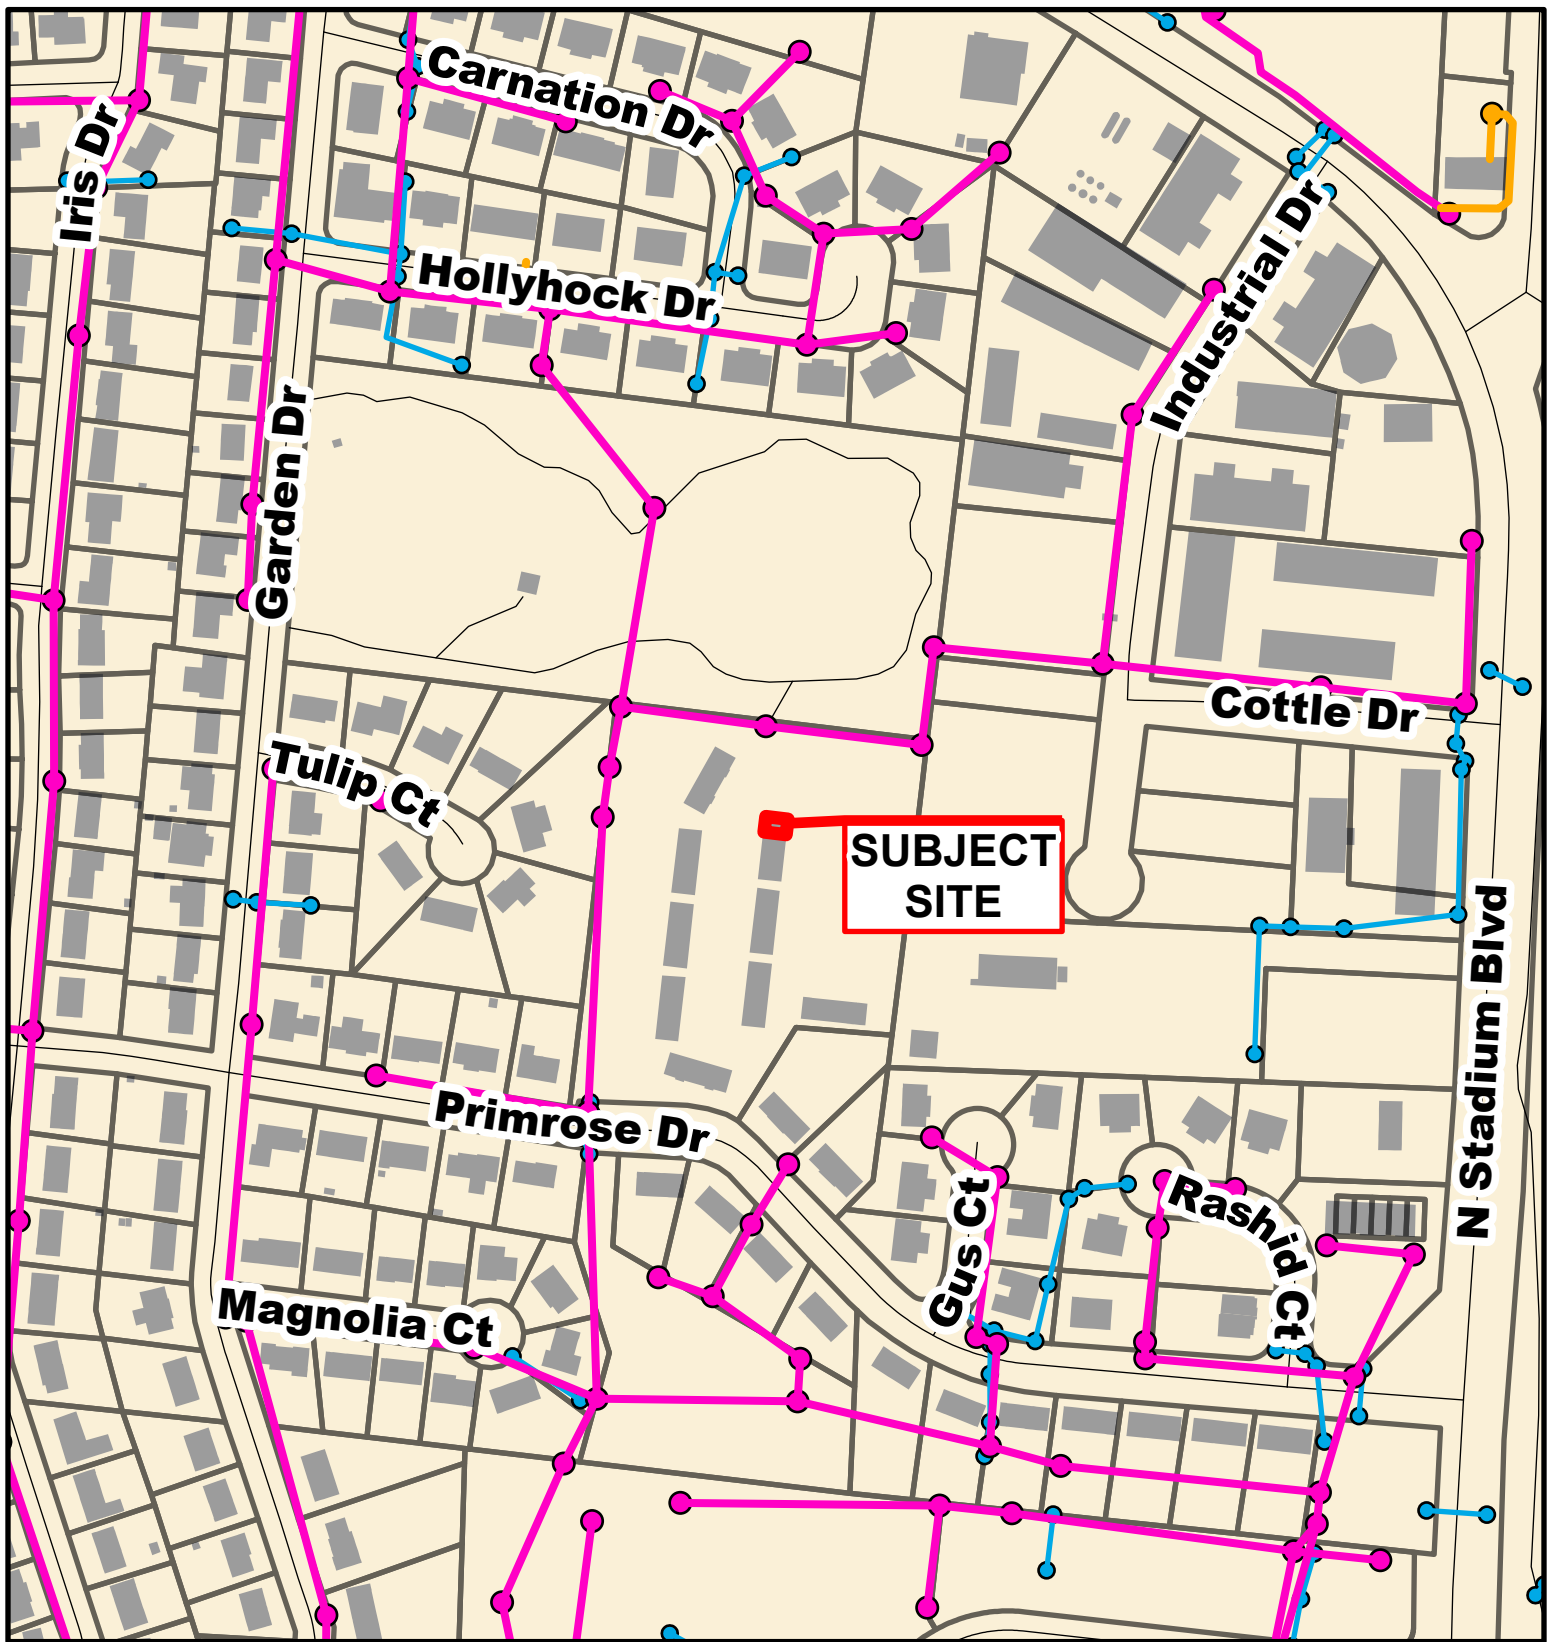 Carnation Dr
Iris Dr
Hollyhock Dr
Industrial Dr
Garden Dr
Cottle Dr
Tulip Ct
SUBJECT
SITE
N Stadium Blvd
Primrose Dr
Gus Ct
Rashid Ct
Magnolia Ct